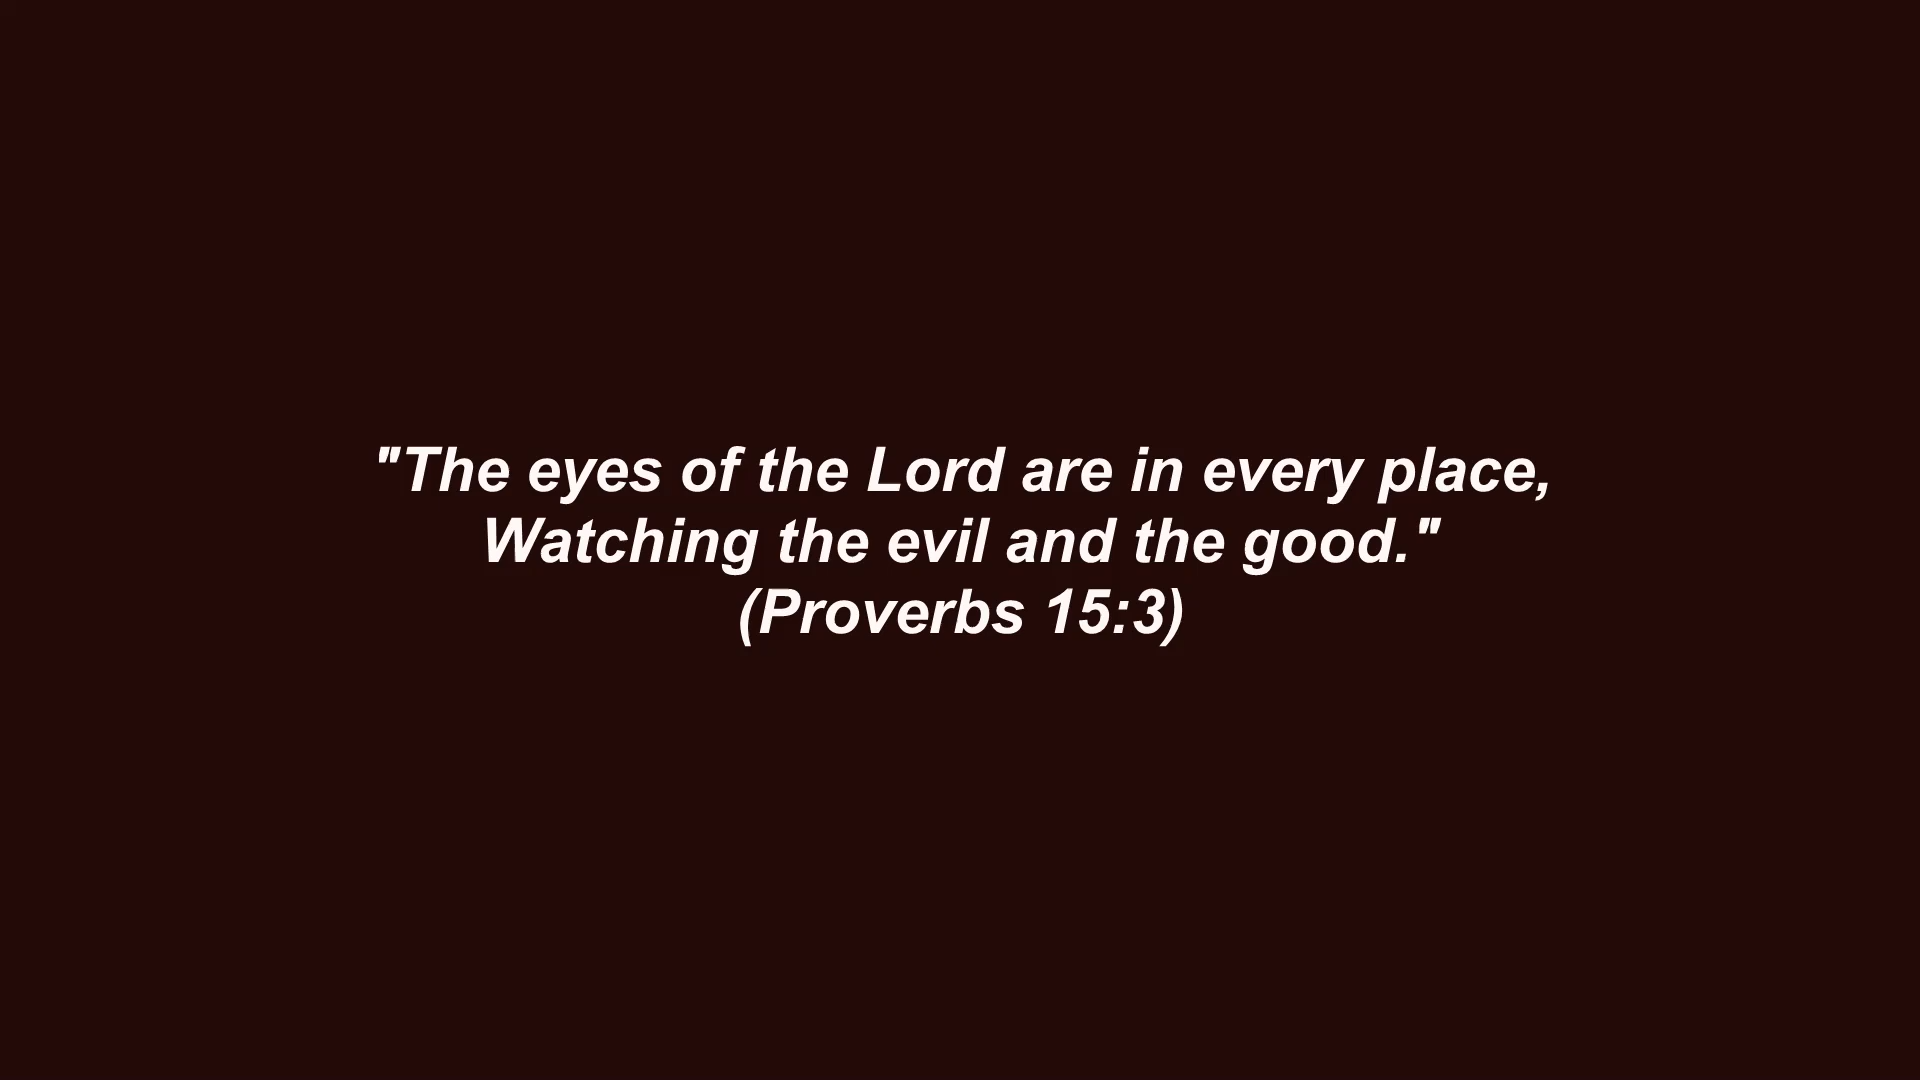 "The eyes of the Lord are in every place,
Watching the evil and the good."
(Proverbs 15:3)